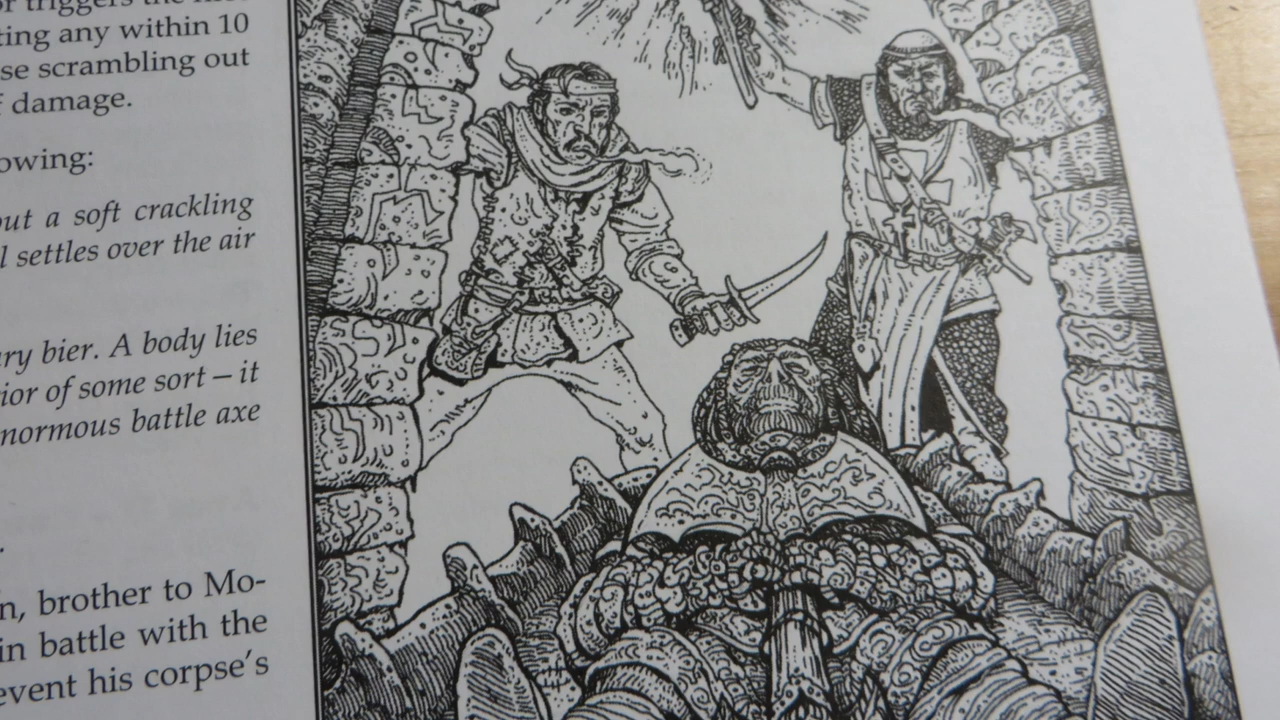 triggers the
ting any within 10
se scrambling out
damage.
owing:
out a soft crackling
l settles over the air
ry bier. A body lies
ior of some sort – it
normous battle axe
n, brother to Mo-
in battle with the
event his corpse's